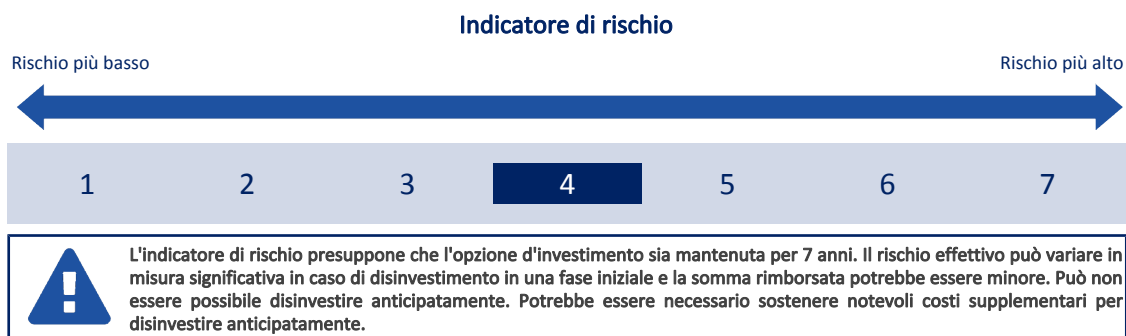 Indicatore di rischio
Rischio più basso Rischio più alto
1 2 3 4 5 6 7
L'indicatore di rischio presuppone che l'opzione d'investimento sia mantenuta per 7 anni. Il rischio effettivo può variare in
misura significativa in caso di disinvestimento in una fase iniziale e la somma rimborsata potrebbe essere minore. Può non
essere possibile disinvestire anticipatamente. Potrebbe essere necessario sostenere notevoli costi supplementari per
disinvestire anticipatamente.